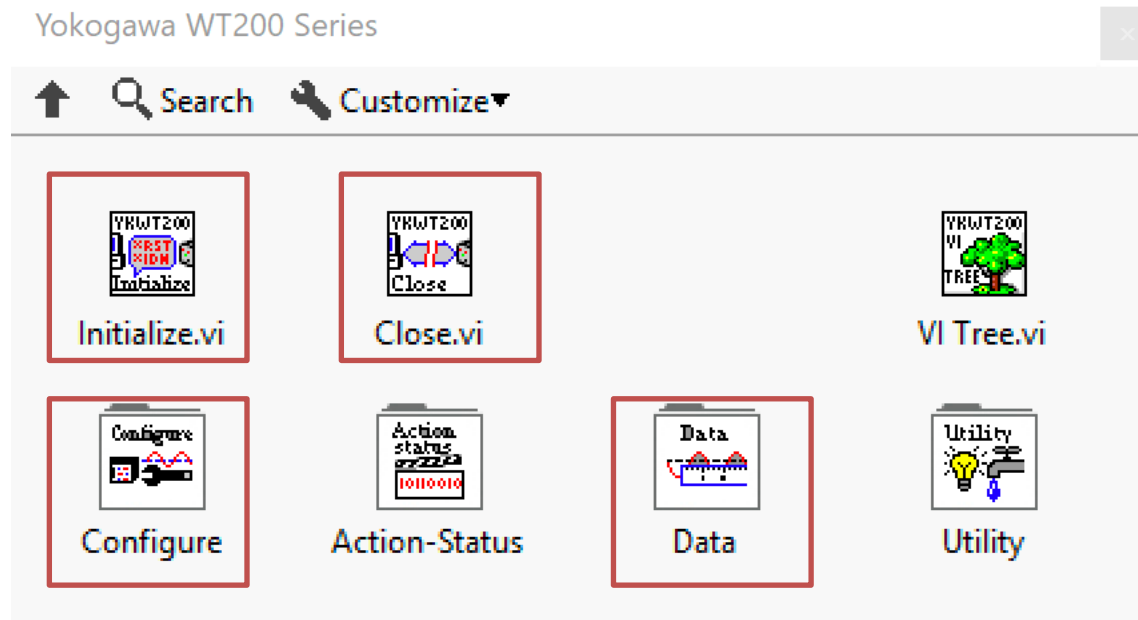 Yokogawa WT200 Series
×
Search Customize
YKWT200
*RST
*IDN
Initialize
Initialize.vi
YKWT200
Close
Close.vi
YKWT200
VI
TREE
VI Tree.vi
Configure
Configure
Action
status
10110010
Action-Status
Data
Data
Utility
Utility